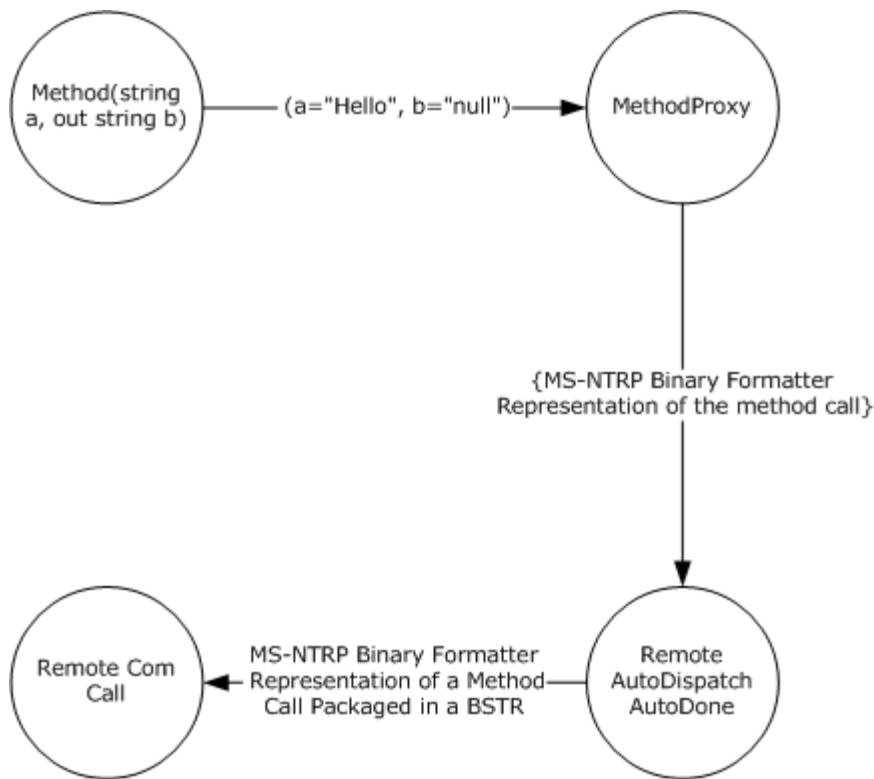 Method(string
a, out string b)
(a="Hello", b="null")
MethodProxy
{MS-NTRP Binary Formatter
Representation of the method call}
Remote Com
Call
MS-NTRP Binary Formatter
Representation of a Method
Call Packaged in a BSTR
Remote
AutoDispatch
AutoDone